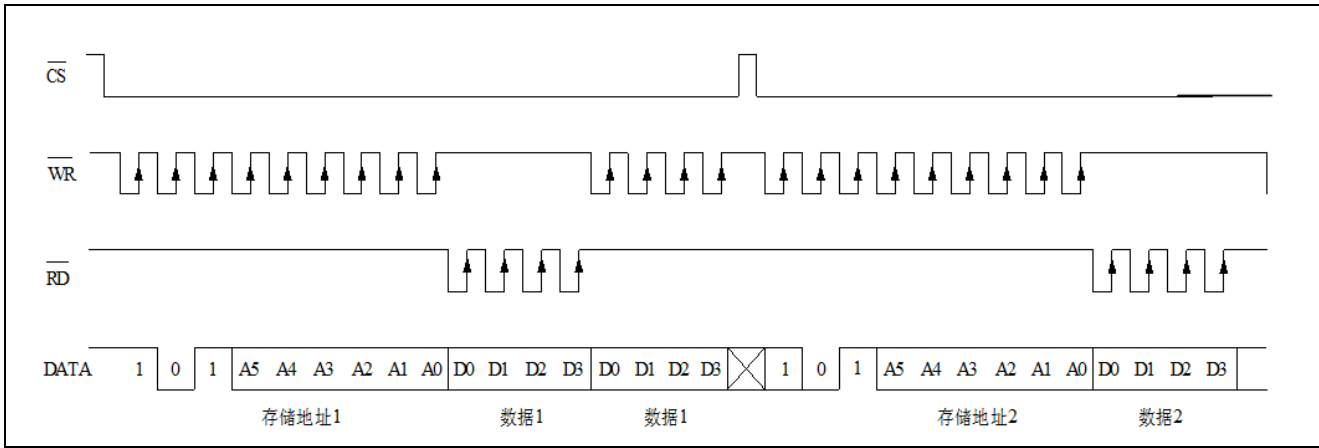 CS
WR
RD
DATA 1 0 1 A5 A4 A3 A2 A1 A0 D0 D1 D2 D3 D0 D1 D2 D3 1 0 1 A5 A4 A3 A2 A1 A0 D0 D1 D2 D3
存储地址1 数据1 数据1 存储地址2 数据2